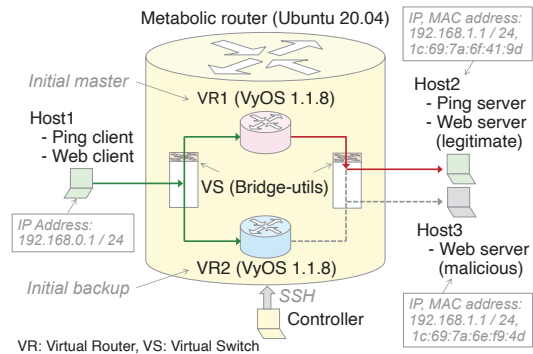 Metabolic router (Ubuntu 20.04)
IP, MAC address:
192.168.1.1 / 24,
1c:69:7a:6f:41:9d
Initial master
VR1 (VyOS 1.1.8)
Host2
- Ping server
- Web server
(legitimate)
Host1
- Ping client
- Web client
VS (Bridge-utils)
IP Address:
192.168.0.1 / 24
Host3
- Web server
(malicious)
VR2 (VyOS 1.1.8)
Initial backup
SSH
Controller
IP, MAC address:
192.168.1.1 / 24,
1c:69:7a:6e:f9:4d
VR: Virtual Router, VS: Virtual Switch